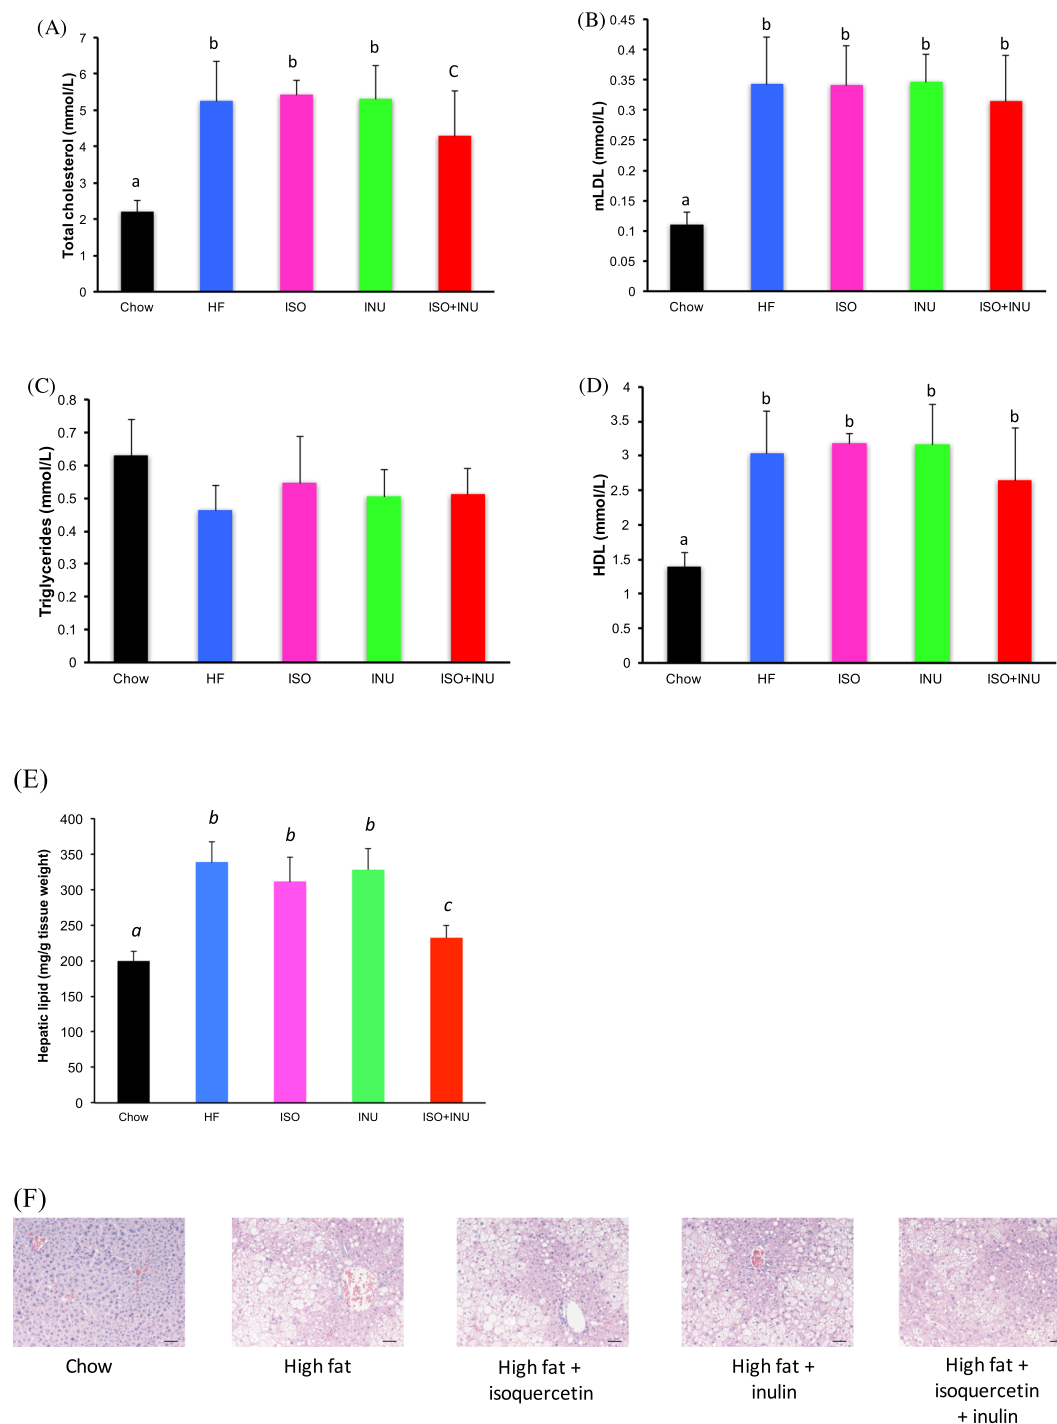 (A)
Total cholesterol (mmol/L)
7
6
5
4
3
2
1
0
a
b
b
b
C
Chow HF ISO INU ISO+INU
(B)
mLDL (mmol/L)
0.45
0.4
0.35
0.3
0.25
0.2
0.15
0.1
0.05
0
a
b
b
b
b
Chow HF ISO INU ISO+INU
(C)
Triglycerides (mmol/L)
0.8
0.7
0.6
0.5
0.4
0.3
0.2
0.1
0
Chow HF ISO INU ISO+INU
(D)
HDL (mmol/L)
4
3.5
3
2.5
2
1.5
1
0.5
0
a
b
b
b
b
Chow HF ISO INU ISO+INU
(E)
Hepatic lipid (mg/g tissue weight)
400
350
300
250
200
150
100
50
0
a
b
b
b
c
Chow HF ISO INU ISO+INU
(F)
Chow
High fat
High fat +
isoquercetin
High fat +
inulin
High fat +
isoquercetin
+ inulin